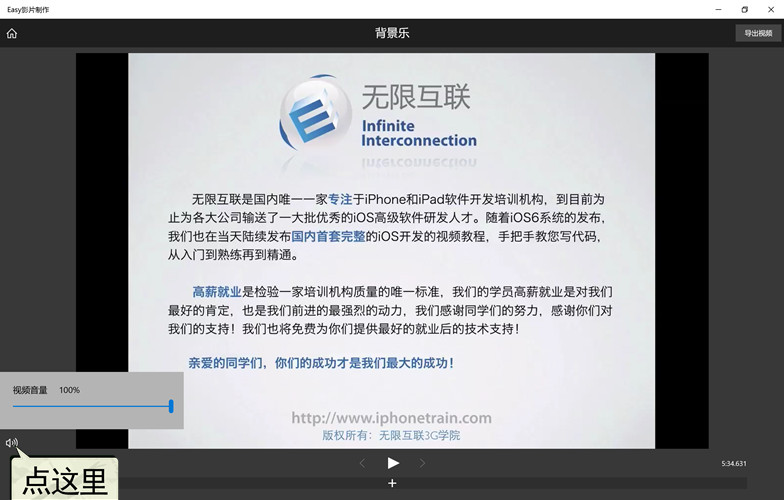 Easy影片制作
背景乐
导出视频
无限互联
Infinite
Interconnection
无限互联是国内唯一一家专注于iPhone和iPad软件开发培训机构，到目前为
止为各大公司输送了一大批优秀的iOS高级软件研发人才。随着iOS6系统的发布，
我们也在当天陆续发布国内首套完整的iOS开发的视频教程，手把手教您写代码，
从入门到熟练再到精通。
高薪就业是检验一家培训机构质量的唯一标准，我们的学员高薪就业是对我们
最好的肯定，也是我们前进的最强烈的动力，我们感谢同学们的努力，感谢你们对
我们的支持！我们也将免费为你们提供最好的就业后的技术支持！
亲爱的同学们，你们的成功才是我们最大的成功！
视频音量 100%
http://www.iphonetrain.com
版权所有：无限互联3G学院
点这里
5:34.631